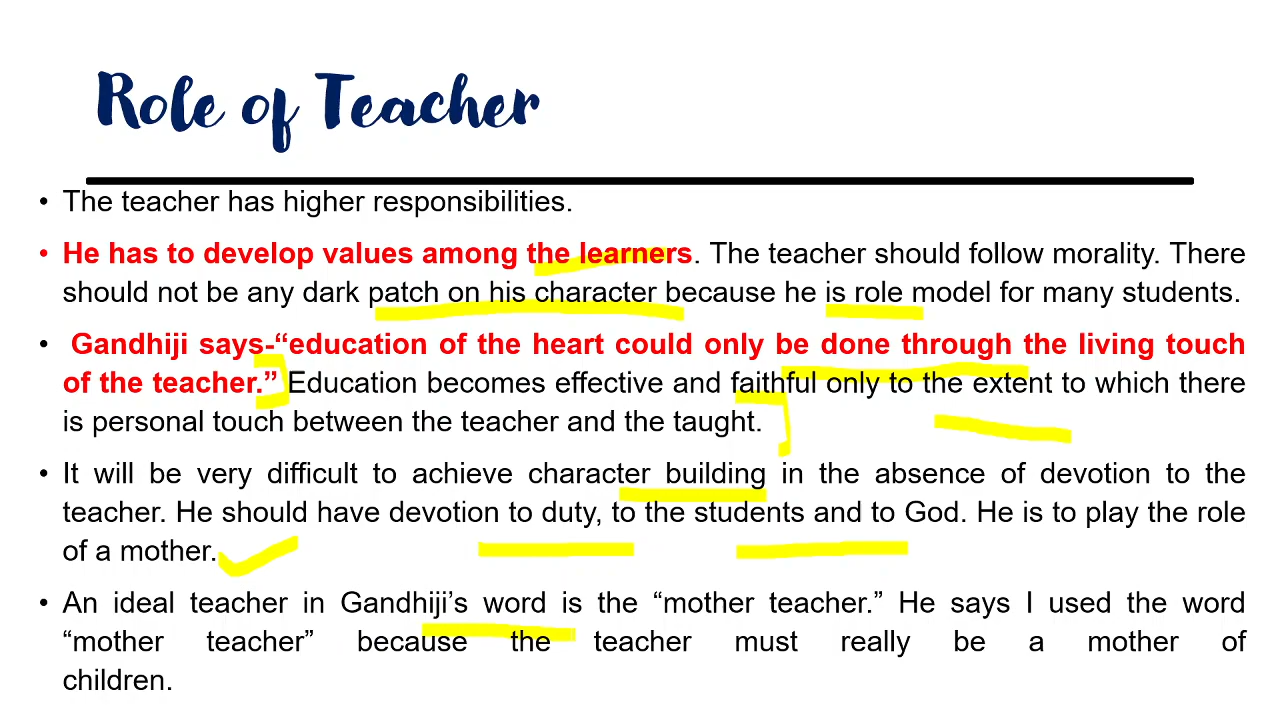 Role of Teacher
• The teacher has higher responsibilities.
• He has to develop values among the learners. The teacher should follow morality. There
should not be any dark patch on his character because he is role model for many students.
• Gandhiji says-“education of the heart could only be done through the living touch
of the teacher.” Education becomes effective and faithful only to the extent to which there
is personal touch between the teacher and the taught.
• It will be very difficult to achieve character building in the absence of devotion to the
teacher. He should have devotion to duty, to the students and to God. He is to play the role
of a mother.
• An ideal teacher in Gandhiji’s word is the “mother teacher.” He says I used the word
“mother teacher” because the teacher must really be a mother of
children.